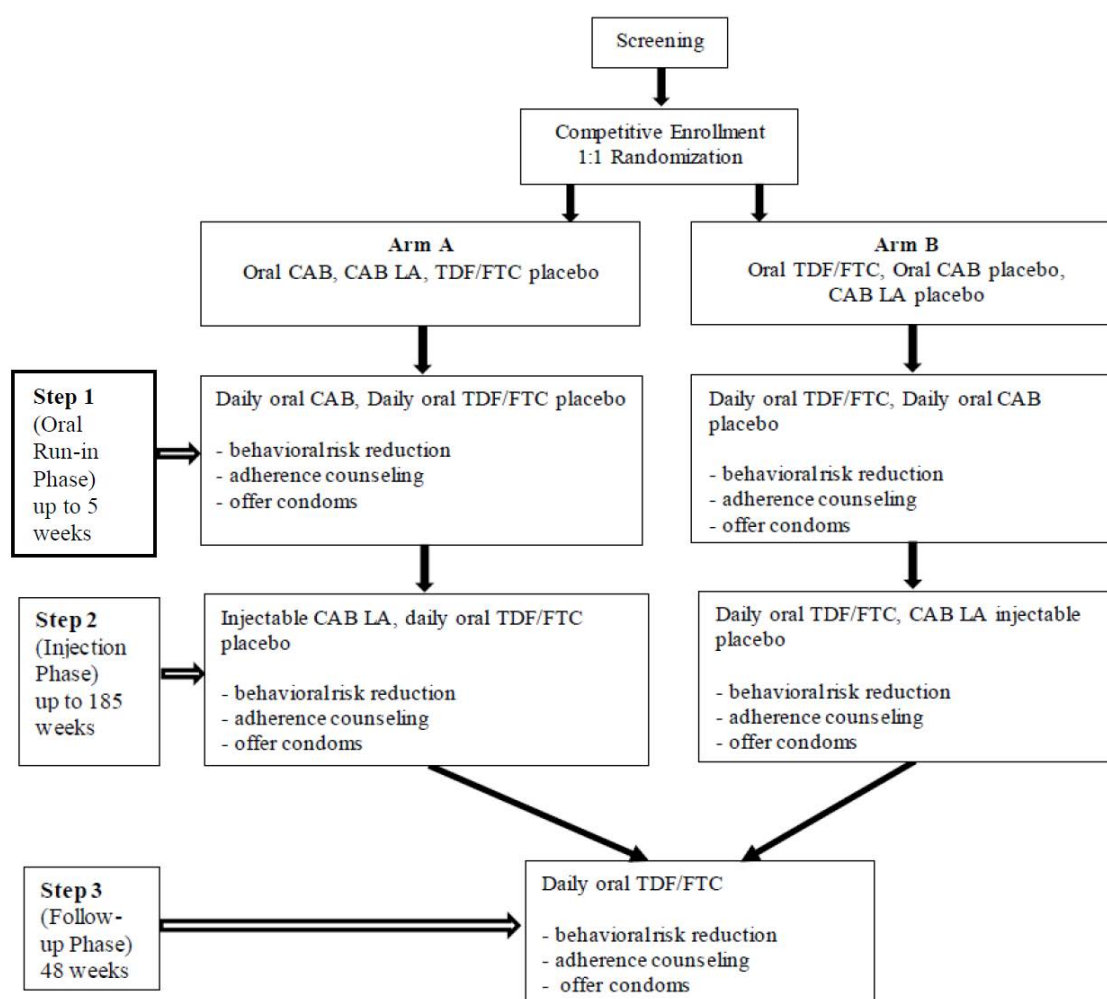 Screening
Competitive Enrollment
1:1 Randomization
Arm A
Oral CAB, CAB LA, TDF/FTC placebo
Arm B
Oral TDF/FTC, Oral CAB placebo,
CAB LA placebo
Step 1
(Oral
Run-in
Phase)
up to 5
weeks
Daily oral CAB, Daily oral TDF/FTC placebo
- behavioral risk reduction
- adherence counseling
- offer condoms
Daily oral TDF/FTC, Daily oral CAB
placebo
- behavioral risk reduction
- adherence counseling
- offer condoms
Step 2
(Injection
Phase)
up to 185
weeks
Injectable CAB LA, daily oral TDF/FTC
placebo
- behavioral risk reduction
- adherence counseling
- offer condoms
Daily oral TDF/FTC, CAB LA injectable
placebo
- behavioral risk reduction
- adherence counseling
- offer condoms
Step 3
(Follow-
up Phase)
48 weeks
Daily oral TDF/FTC
- behavioral risk reduction
- adherence counseling
- offer condoms